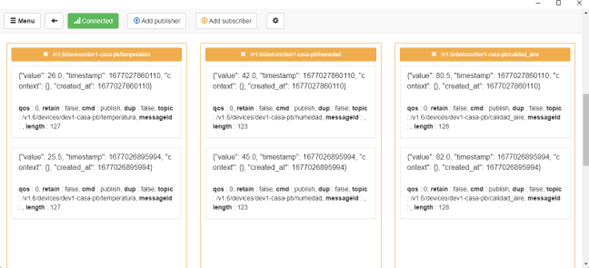 Menu
Connected
Add publisher
Add subscriber
/v1.6/devices/dev1-casa-pb/temperatura
{"value": 26.0, "timestamp": 1677027860110, "c
ontext": {}, "created_at": 1677027860110}
qos : 0, retain : false, cmd : publish, dup : false, topic
: /v1.6/devices/dev1-casa-pb/temperatura, messageId
: , length : 127
{"value": 25.5, "timestamp": 1677026895994, "c
ontext": {}, "created_at": 1677026895994}
qos : 0, retain : false, cmd : publish, dup : false, topic
: /v1.6/devices/dev1-casa-pb/temperatura, messageId
: , length : 127
/v1.6/devices/dev1-casa-pb/humedad
{"value": 42.0, "timestamp": 1677027860110, "c
ontext": {}, "created_at": 1677027860110}
qos : 0, retain : false, cmd : publish, dup : false, topic
: /v1.6/devices/dev1-casa-pb/humedad, messageId : ,
length : 123
{"value": 45.0, "timestamp": 1677026895994, "c
ontext": {}, "created_at": 1677026895994}
qos : 0, retain : false, cmd : publish, dup : false, topic
: /v1.6/devices/dev1-casa-pb/humedad, messageId : ,
length : 123
/v1.6/devices/dev1-casa-pb/calidad_aire
{"value": 80.5, "timestamp": 1677027860110, "c
ontext": {}, "created_at": 1677027860110}
qos : 0, retain : false, cmd : publish, dup : false, topic
: /v1.6/devices/dev1-casa-pb/calidad_aire, messageId
: , length : 128
{"value": 82.0, "timestamp": 1677026895994, "c
ontext": {}, "created_at": 1677026895994}
qos : 0, retain : false, cmd : publish, dup : false, topic
: /v1.6/devices/dev1-casa-pb/calidad_aire, messageId
: , length : 128